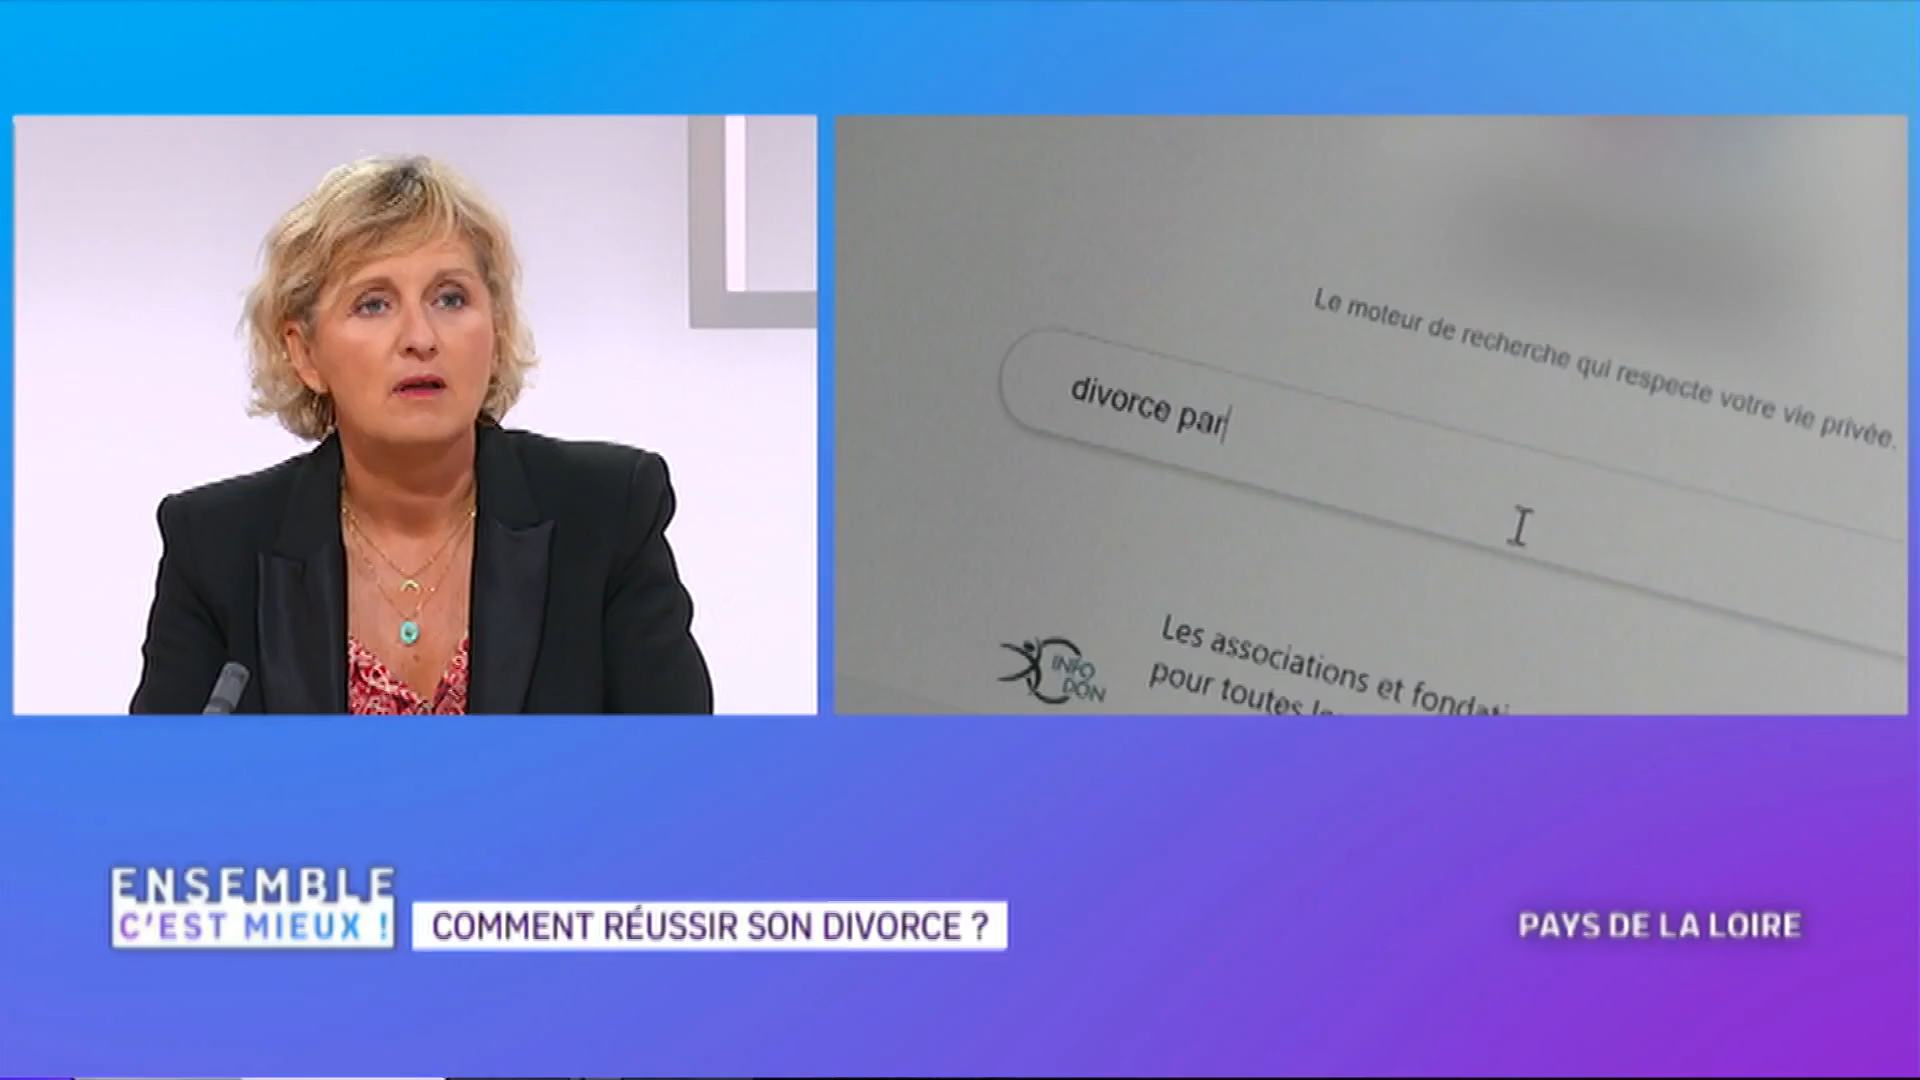 Le moteur de recherche qui respecte votre vie privée.
divorce par
INFO
DON
Les associations et fondati
pour toutes
ENSEMBLE
C'EST MIEUX !
COMMENT RÉUSSIR SON DIVORCE ?
PAYS DE LA LOIRE